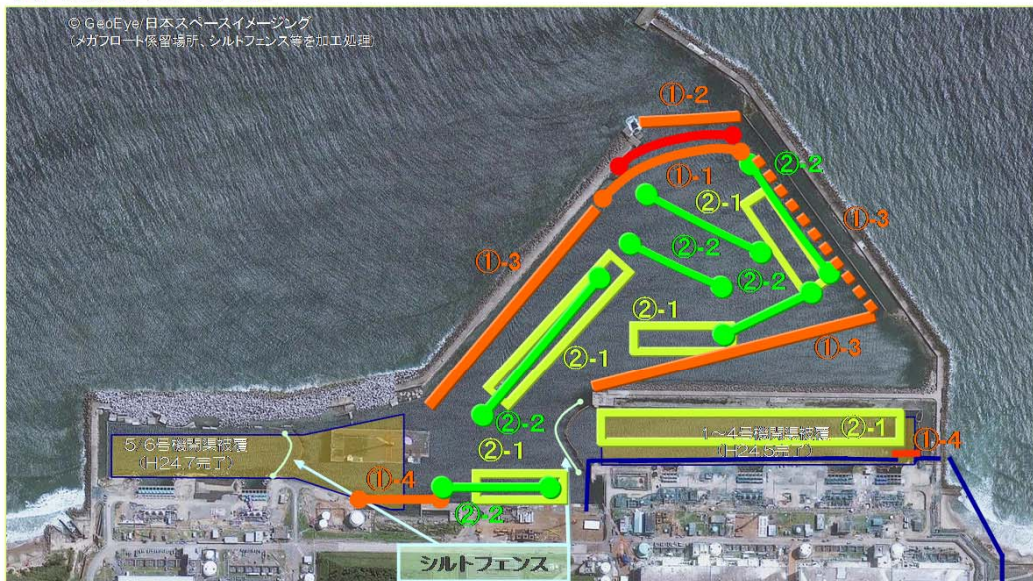 © GeoEye/日本スペースイメージング
(メガフロート係留場所、シルトフェンス等を加工処理)
①-2
①-1
②-2
②-1
①-3
①-3
②-2
②-2
②-1
②-1
①-3
②-2
②-1
5/6号機開渠被覆
(H24.7完了)
1～4号機開渠被覆
(H24.5完了)
②-1
①-4
①-4
②-2
シルトフェンス